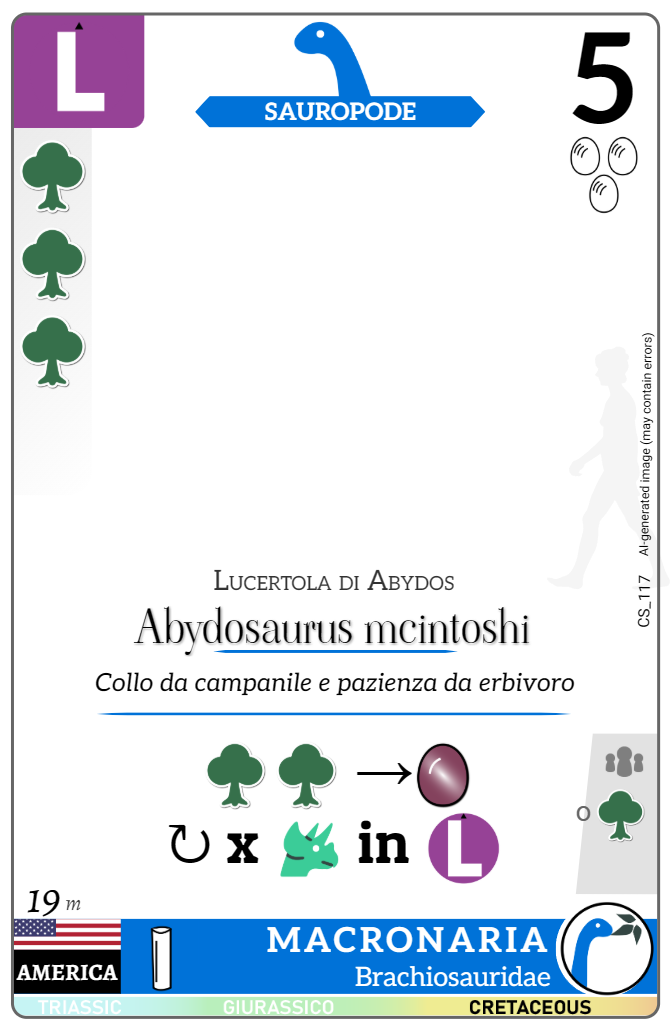 L
SAUROPODE
5
AI-generated image (may contain errors)
CS_117
Lucertola di Abydos
Abydosaurus mcintoshi
Collo da campanile e pazienza da erbivoro
x in L
o
19 m
AMERICA
MACRONARIA
Brachiosauridae
TRIASSIC GIURASSICO CRETACEOUS